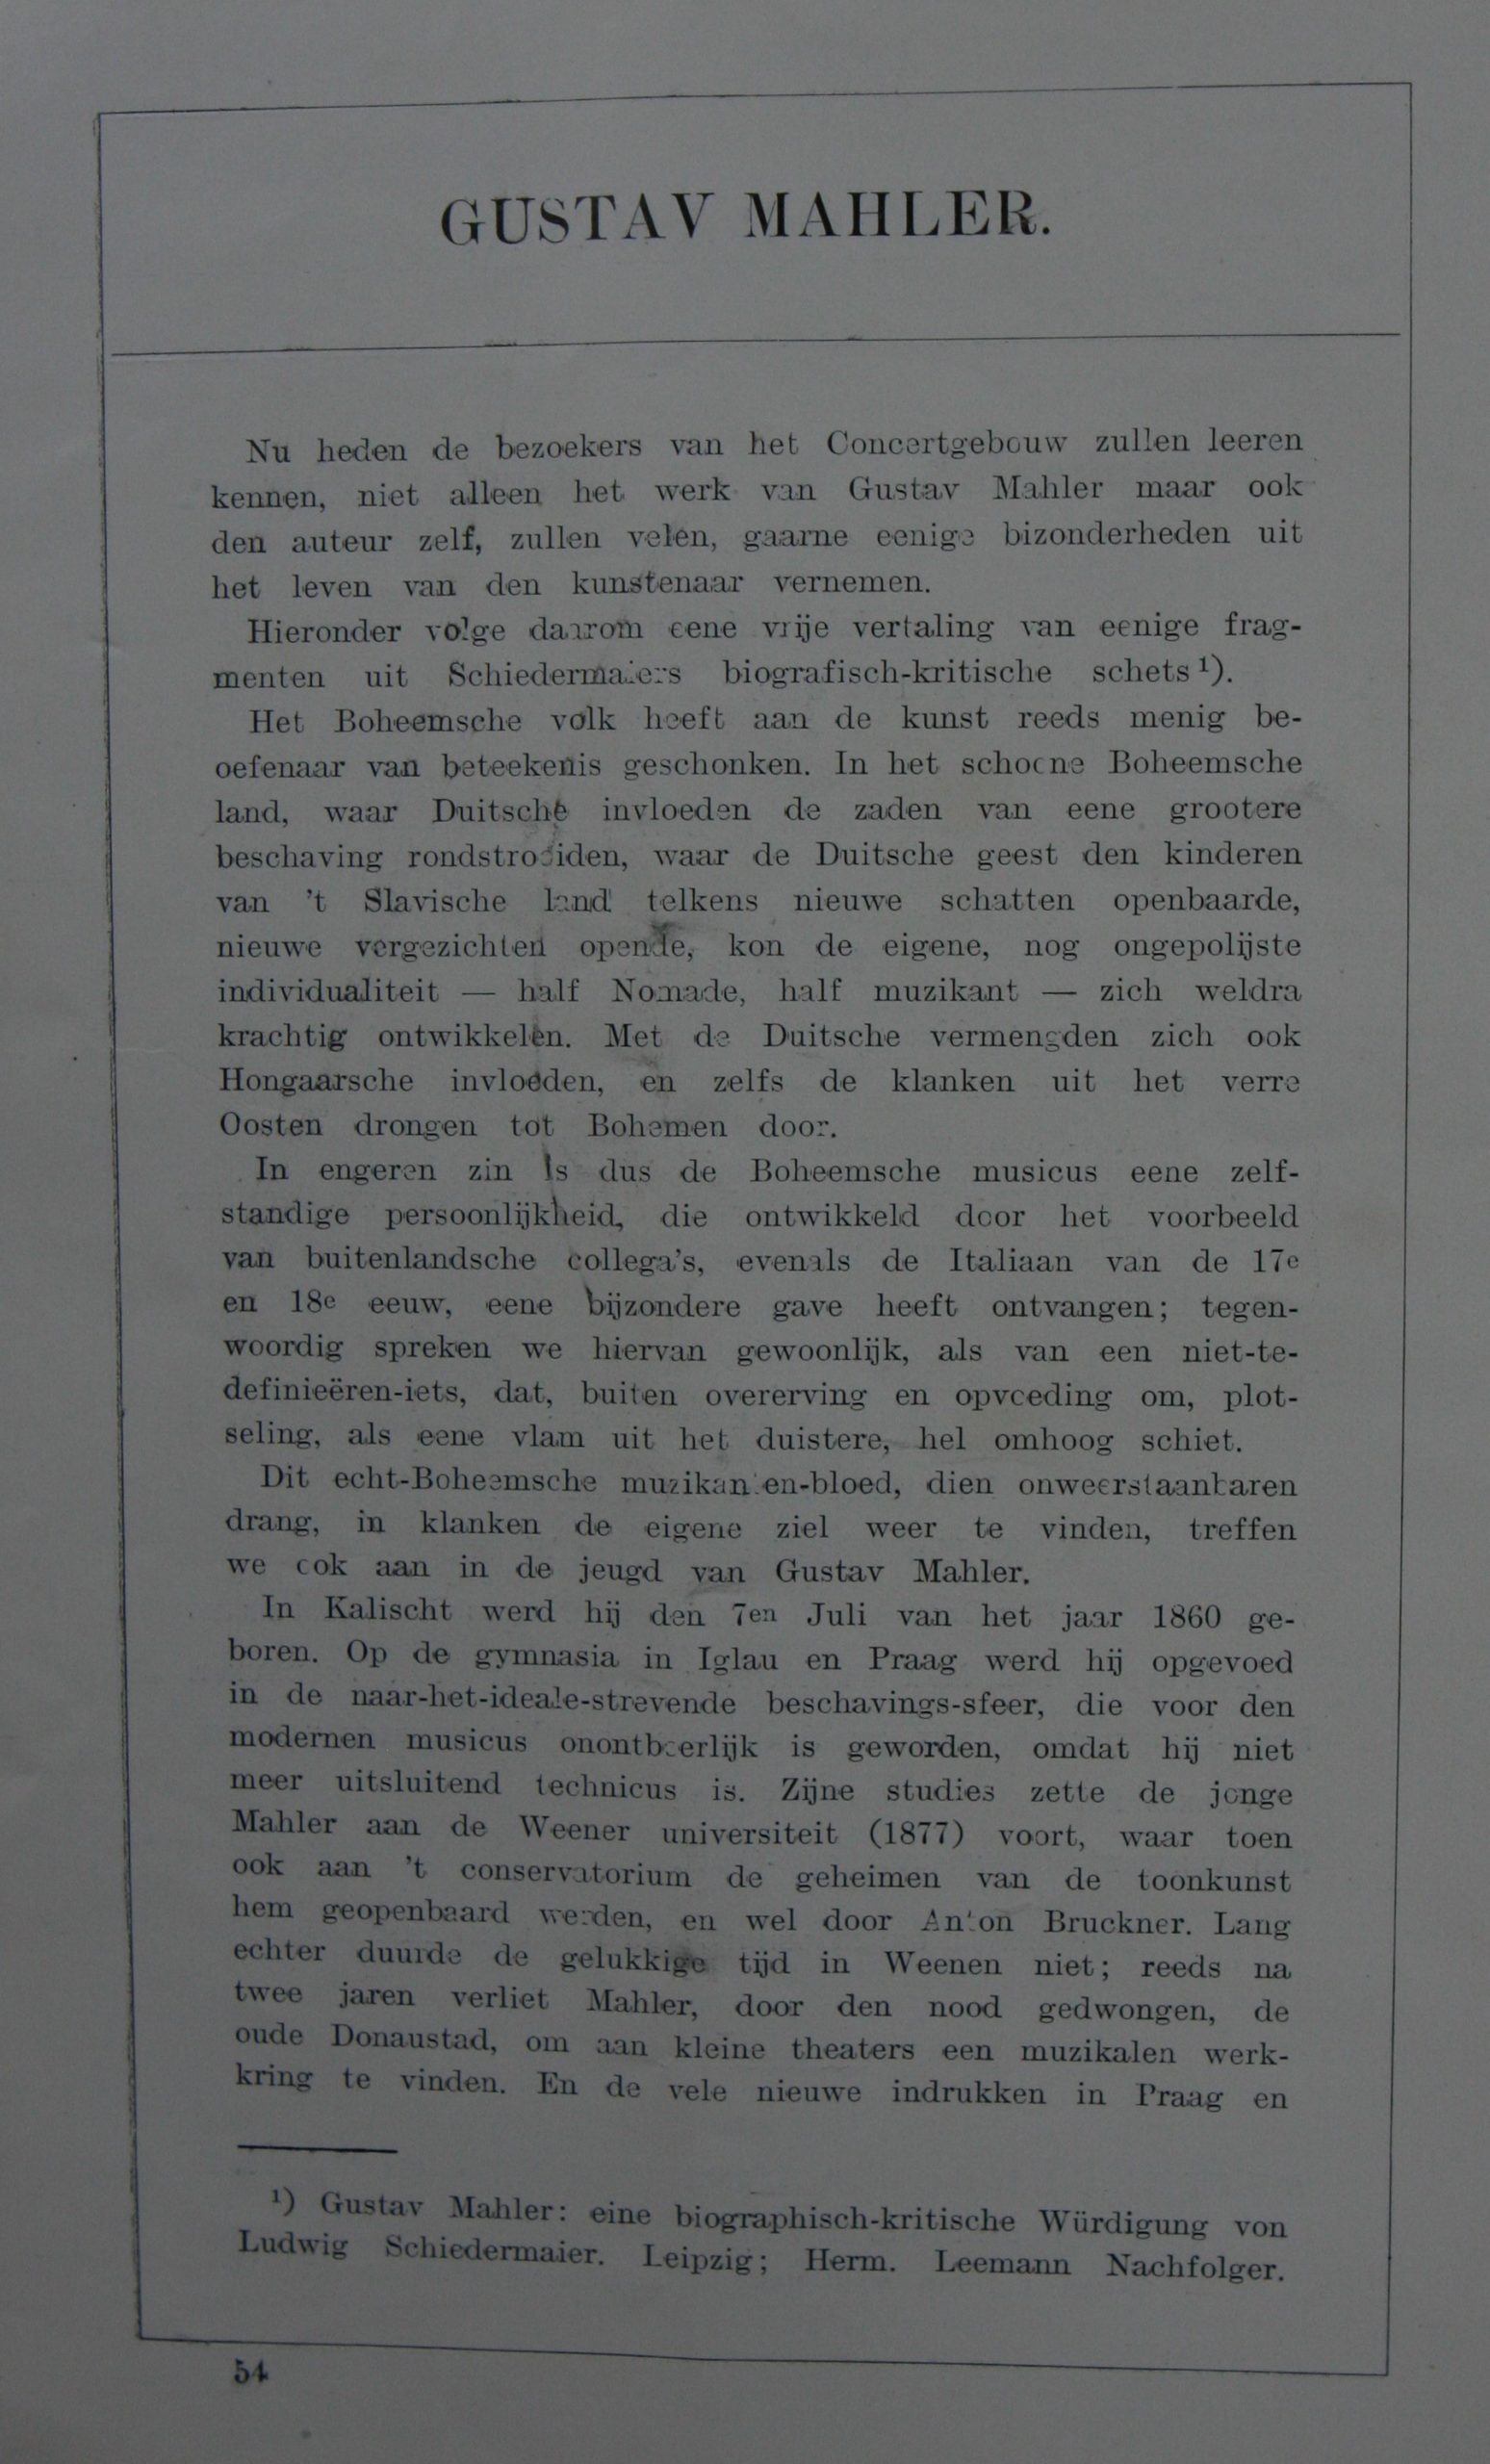 GUSTAV MAHLER.
Nu heden de bezoekers van het Concertgebouw zullen leeren
kennen, niet alleen het werk van Gustav Mahler maar ook
den auteur zelf, zullen velen, gaarne eenige bizonderheden uit
het leven van den kunstenaar vernemen.
Hieronder volge daarom eene vrije vertaling van eenige frag-
menten uit Schiedermaiers biografisch-kritische schets ¹).
Het Boheemsche volk heeft aan de kunst reeds menig be-
oefenaar van beteekenis geschonken. In het schoone Boheemsche
land, waar Duitsche invloeden de zaden van eene grootere
beschaving rondstrooiden, waar de Duitsche geest den kinderen
van 't Slavische land telkens nieuwe schatten openbaarde,
nieuwe vergezichten opende, kon de eigene, nog ongepolijste
individualiteit — half Nomade, half muzikant — zich weldra
krachtig ontwikkelen. Met de Duitsche vermengden zich ook
Hongaarsche invloeden, en zelfs de klanken uit het verre
Oosten drongen tot Bohemen door.
In engeren zin is dus de Boheemsche musicus eene zelf-
standige persoonlijkheid, die ontwikkeld door het voorbeeld
van buitenlandsche collega's, evenals de Italiaan van de 17e
en 18e eeuw, eene bijzondere gave heeft ontvangen; tegen-
woordig spreken we hiervan gewoonlijk, als van een niet-te-
definieëren-iets, dat, buiten overerving en opvoeding om, plot-
seling, als eene vlam uit het duistere, hel omhoog schiet.
Dit echt-Boheemsche muzikanten-bloed, dien onweerstaanbaren
drang, in klanken de eigene ziel weer te vinden, treffen
we ook aan in de jeugd van Gustav Mahler.
In Kalischt werd hij den 7en Juli van het jaar 1860 ge-
boren. Op de gymnasia in Iglau en Praag werd hij opgevoed
in de naar-het-ideale-strevende beschavings-sfeer, die voor den
modernen musicus onontbeerlijk is geworden, omdat hij niet
meer uitsluitend technicus is. Zijne studies zette de jonge
Mahler aan de Weener universiteit (1877) voort, waar toen
ook aan 't conservatorium de geheimen van de toonkunst
hem geopenbaard werden, en wel door Anton Bruckner. Lang
echter duurde de gelukkige tijd in Weenen niet; reeds na
twee jaren verliet Mahler, door den nood gedwongen, de
oude Donaustad, om aan kleine theaters een muzikalen werk-
kring te vinden. En de vele nieuwe indrukken in Praag en
¹) Gustav Mahler: eine biographisch-kritische Würdigung von
Ludwig Schiedermaier. Leipzig; Herm. Leemann Nachfolger.
54